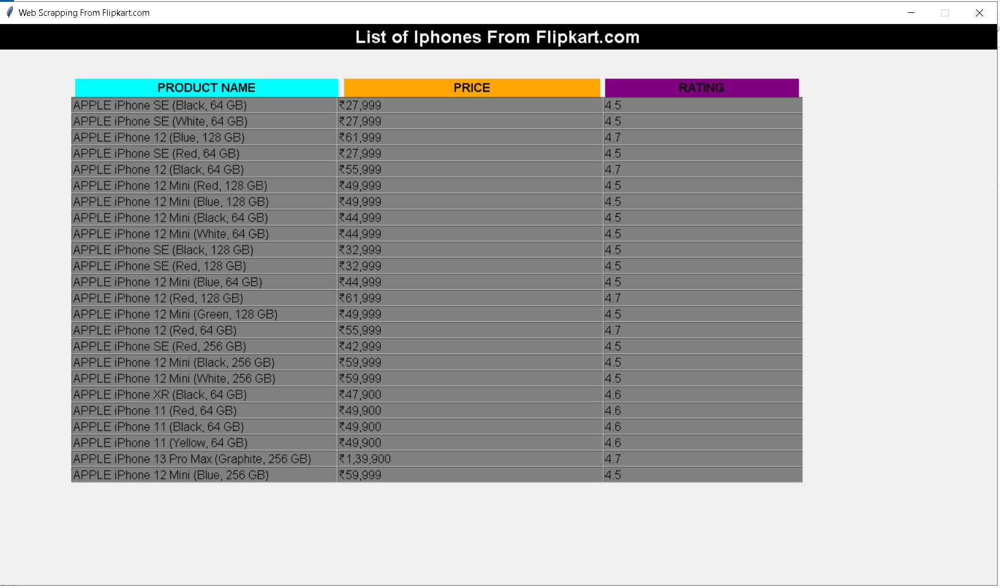 Web Scrapping From Flipkart.com
List of Iphones From Flipkart.com
PRODUCT NAME PRICE RATING
APPLE iPhone SE (Black, 64 GB) ₹27,999 4.5
APPLE iPhone SE (White, 64 GB) ₹27,999 4.5
APPLE iPhone 12 (Blue, 128 GB) ₹61,999 4.7
APPLE iPhone SE (Red, 64 GB) ₹27,999 4.5
APPLE iPhone 12 (Black, 64 GB) ₹55,999 4.7
APPLE iPhone 12 Mini (Red, 128 GB) ₹49,999 4.5
APPLE iPhone 12 Mini (Blue, 128 GB) ₹49,999 4.5
APPLE iPhone 12 Mini (Black, 64 GB) ₹44,999 4.5
APPLE iPhone 12 Mini (White, 64 GB) ₹44,999 4.5
APPLE iPhone SE (Black, 128 GB) ₹32,999 4.5
APPLE iPhone SE (Red, 128 GB) ₹32,999 4.5
APPLE iPhone 12 Mini (Blue, 64 GB) ₹44,999 4.5
APPLE iPhone 12 (Red, 128 GB) ₹61,999 4.7
APPLE iPhone 12 Mini (Green, 128 GB) ₹49,999 4.5
APPLE iPhone 12 (Red, 64 GB) ₹55,999 4.7
APPLE iPhone SE (Red, 256 GB) ₹42,999 4.5
APPLE iPhone 12 Mini (Black, 256 GB) ₹59,999 4.5
APPLE iPhone 12 Mini (White, 256 GB) ₹59,999 4.5
APPLE iPhone XR (Black, 64 GB) ₹47,900 4.6
APPLE iPhone 11 (Red, 64 GB) ₹49,900 4.6
APPLE iPhone 11 (Black, 64 GB) ₹49,900 4.6
APPLE iPhone 11 (Yellow, 64 GB) ₹49,900 4.6
APPLE iPhone 13 Pro Max (Graphite, 256 GB) ₹1,39,900 4.7
APPLE iPhone 12 Mini (Blue, 256 GB) ₹59,999 4.5